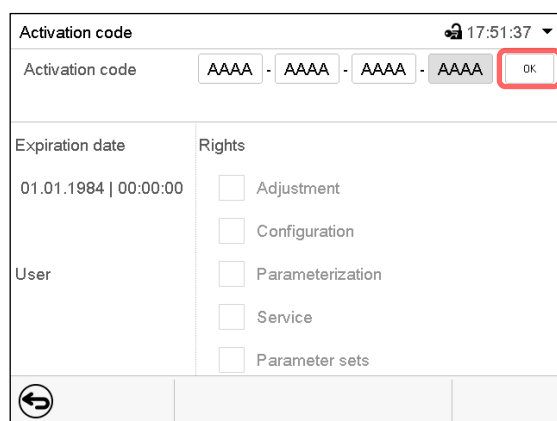 Activation code 17:51:37
Activation code AAAA - AAAA - AAAA - AAAA OK
Expiration date Rights
01.01.1984 | 00:00:00 Adjustment
Configuration
User Parameterization
Service
Parameter sets